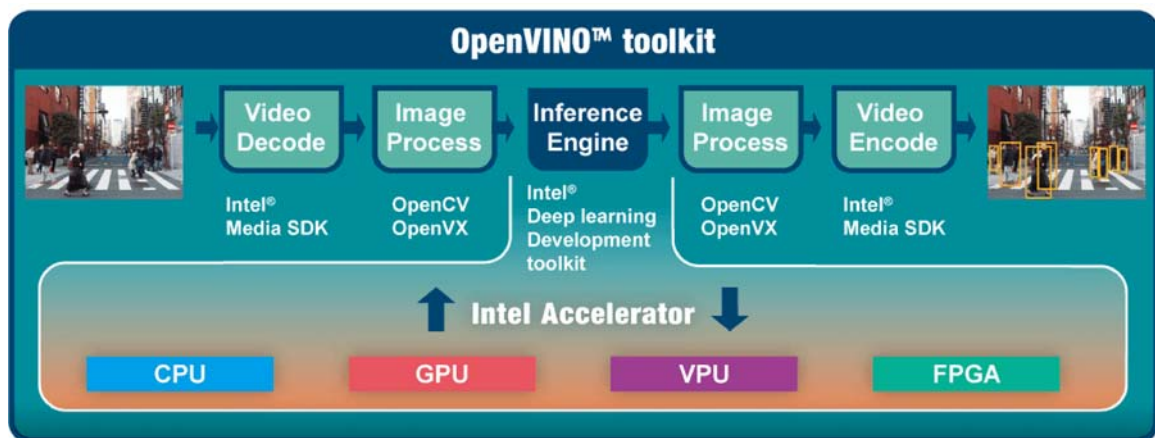 OpenVINO™ toolkit
Video
Decode
Image
Process
Inference
Engine
Image
Process
Video
Encode
Intel®
Media SDK
OpenCV
OpenVX
Intel®
Deep learning
Development
toolkit
OpenCV
OpenVX
Intel®
Media SDK
Intel Accelerator
CPU
GPU
VPU
FPGA